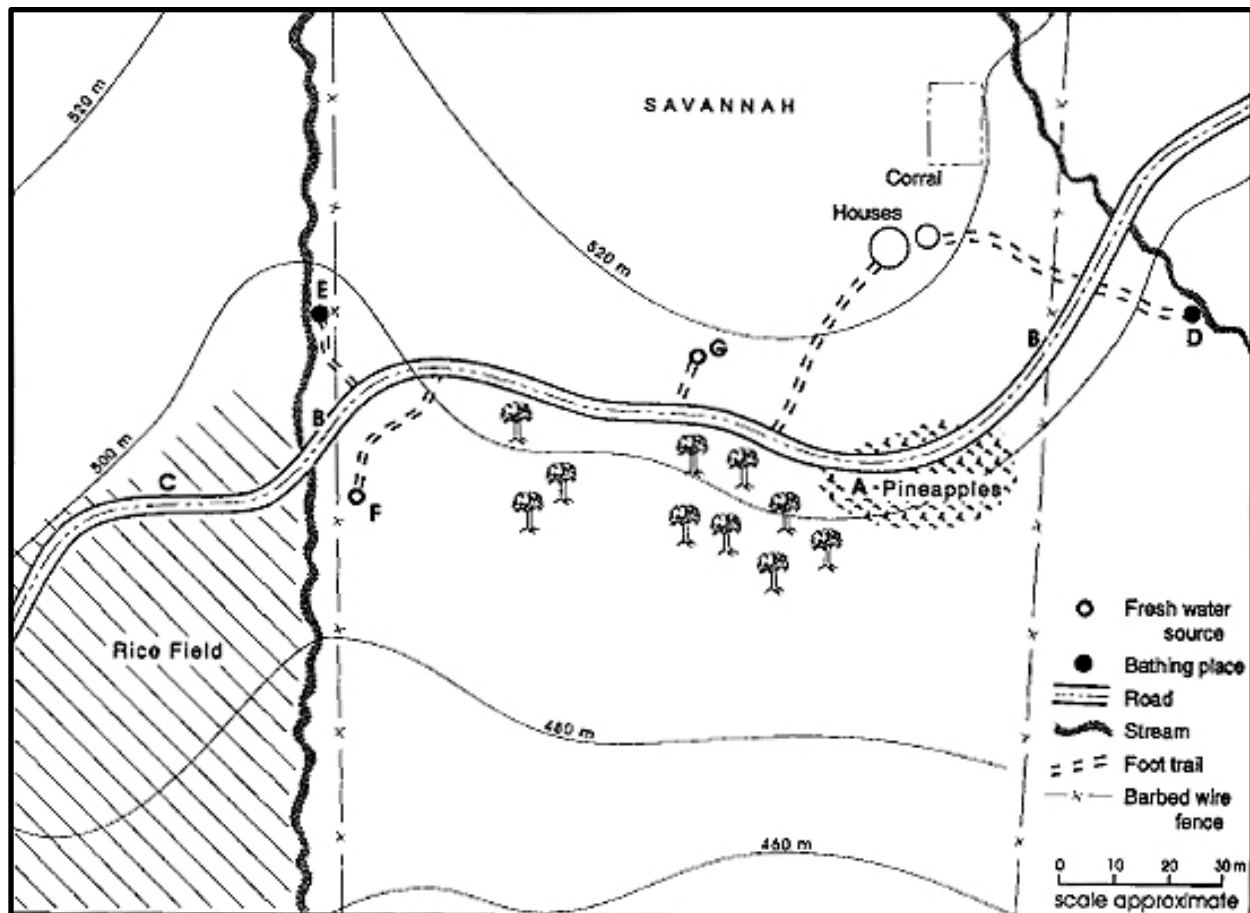 520 m
SAVANNAH
Corral
Houses
520 m
E
G
B
D
B
500 m
C
F
A
Pineapples
Rice Field
480 m
460 m
Fresh water
source
Bathing place
Road
Stream
Foot trail
Barbed wire
fence
0 10 20 30 m
scale approximate